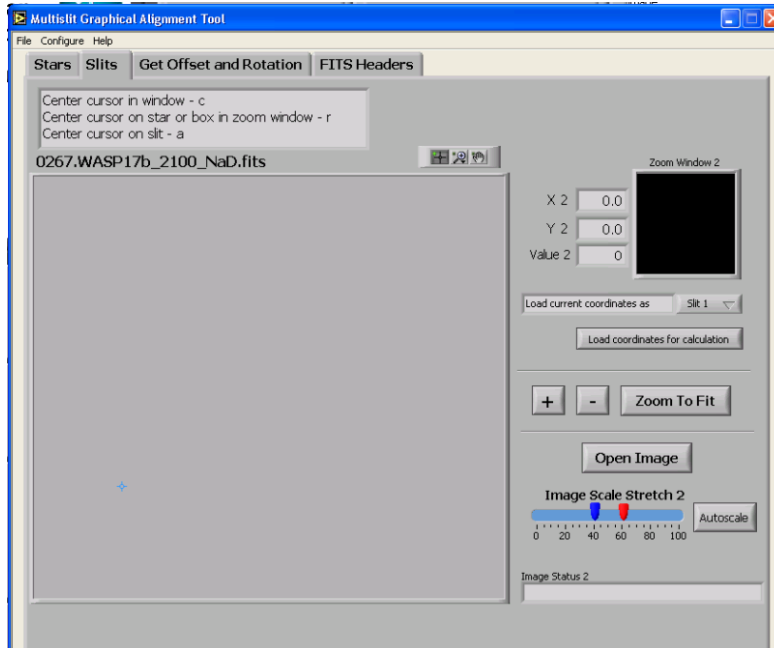 Multislit Graphical Alignment Tool
File Configure Help
Stars Slits Get Offset and Rotation FITS Headers
Center cursor in window - c
Center cursor on star or box in zoom window - r
Center cursor on slit - a
0267.WASP17b_2100_NaD.fits
Zoom Window 2
X 2 0.0
Y 2 0.0
Value 2 0
Load current coordinates as Slit 1
Load coordinates for calculation
+ - Zoom To Fit
Open Image
Image Scale Stretch 2
Autoscale
0 20 40 60 80 100
Image Status 2